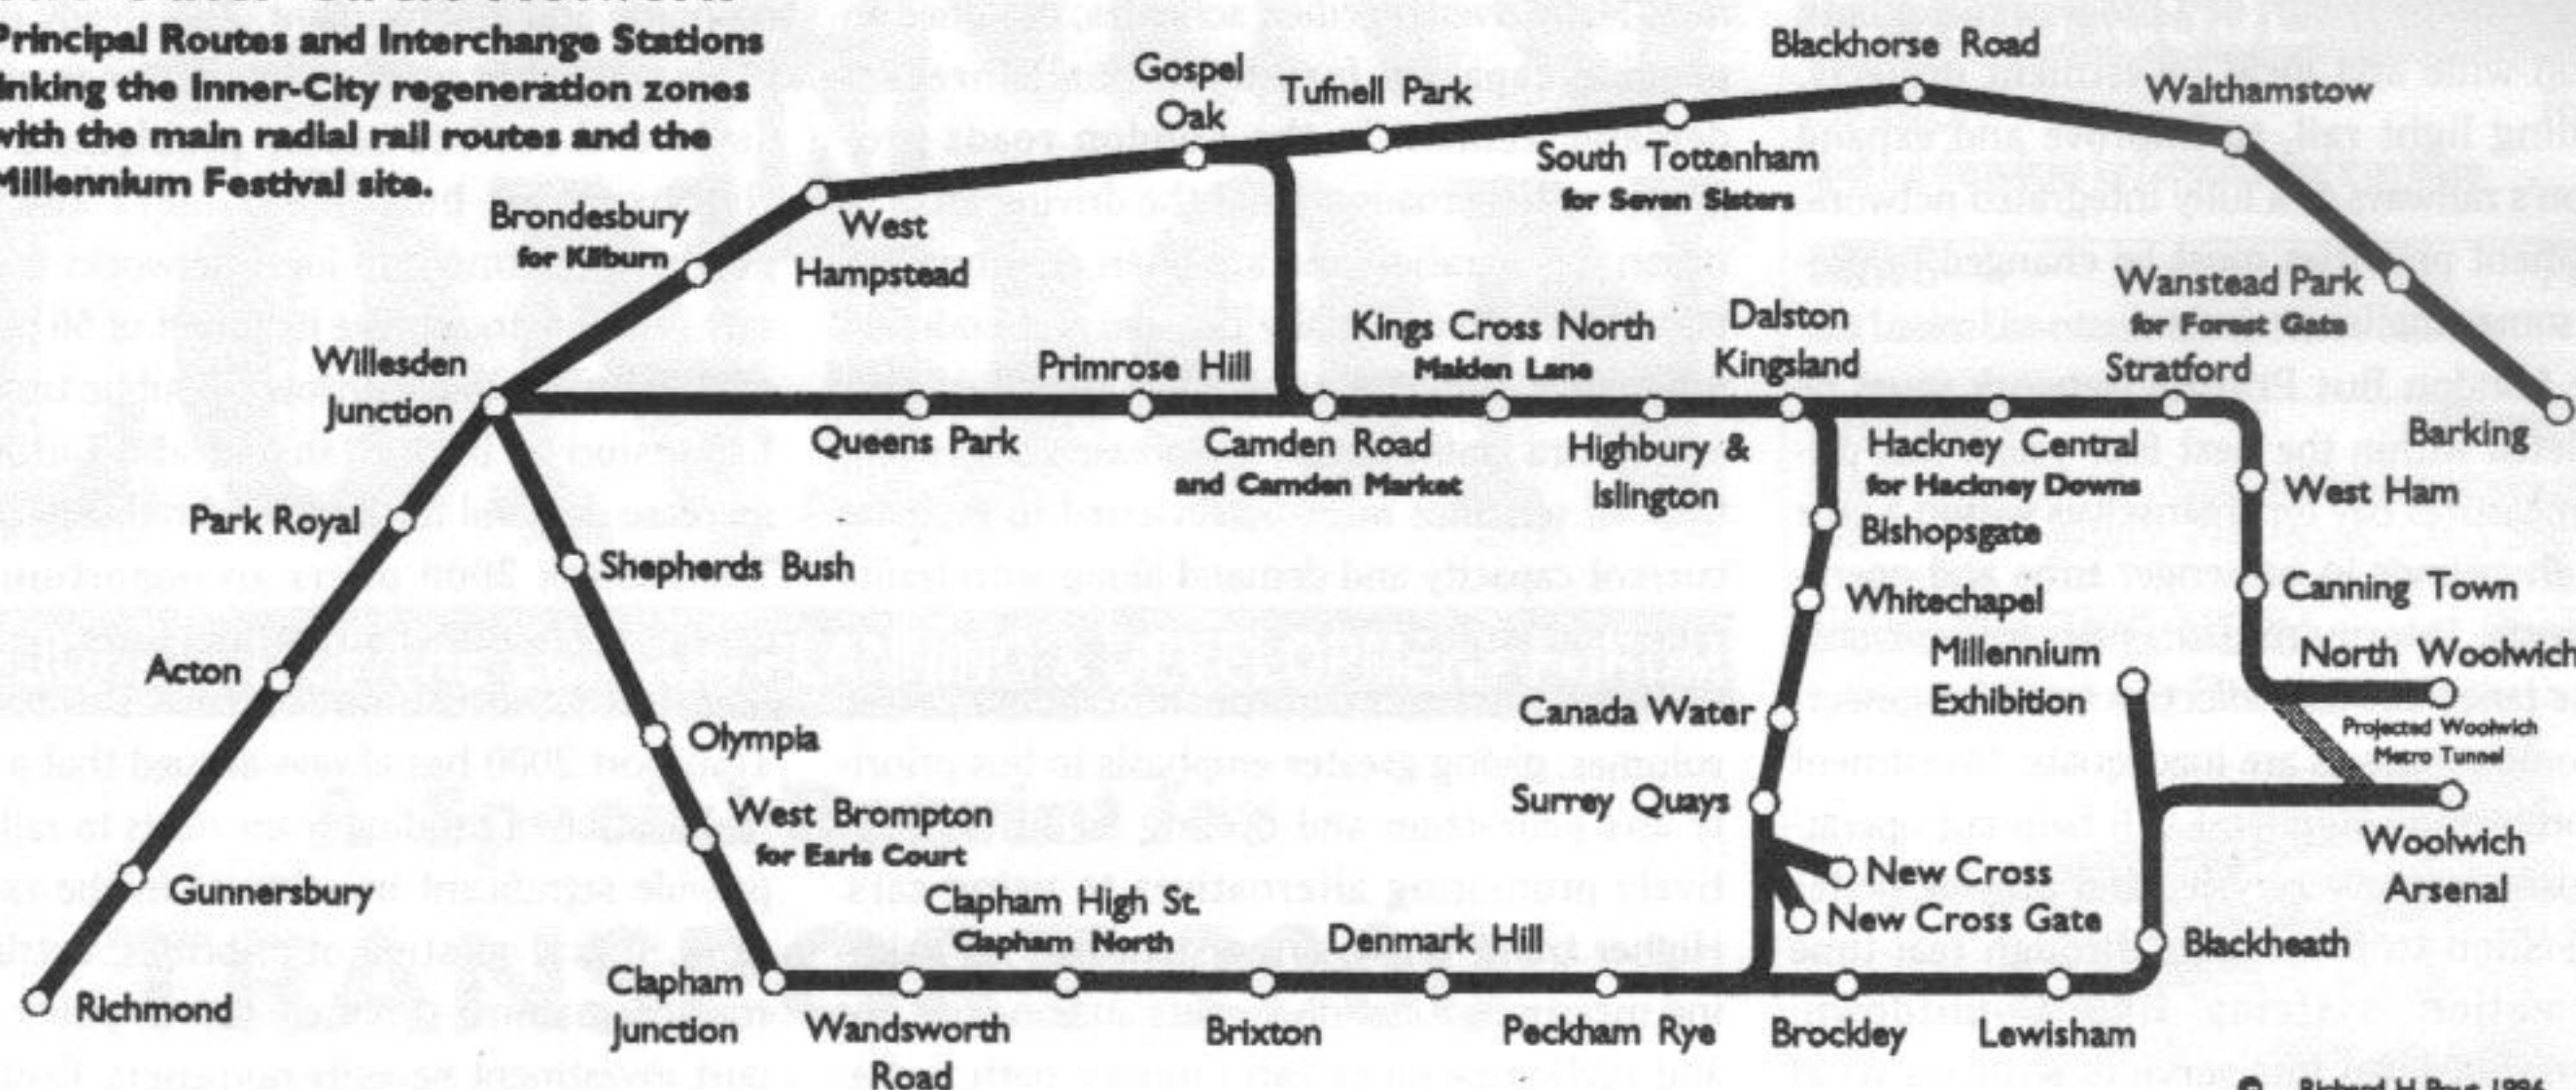 Principal Routes and Interchange Stations
linking the Inner-City regeneration zones
with the main radial rail routes and the
Millennium Festival site.
Blackhorse Road
Gospel
Oak
Tufnell Park
Walthamstow
South Tottenham
for Seven Sisters
Brondesbury
for Kilburn
West
Hampstead
Wanstead Park
for Forest Gate
Willesden
Junction
Primrose Hill
Kings Cross North
Maiden Lane
Dalston
Kingsland
Stratford
Barking
Queens Park
Camden Road
and Camden Market
Highbury &
Islington
Hackney Central
for Hackney Downs
West Ham
Park Royal
Shepherds Bush
Bishopsgate
Whitechapel
Canning Town
Acton
Millennium
Exhibition
North Woolwich
Olympia
Canada Water
Projected Woolwich
Metro Tunnel
Surrey Quays
West Brompton
for Earls Court
Woolwich
Arsenal
Gunnersbury
New Cross
New Cross Gate
Clapham High St.
Clapham North
Denmark Hill
Blackheath
Richmond
Clapham
Junction
Wandsworth
Road
Brixton
Peckham Rye
Brockley
Lewisham